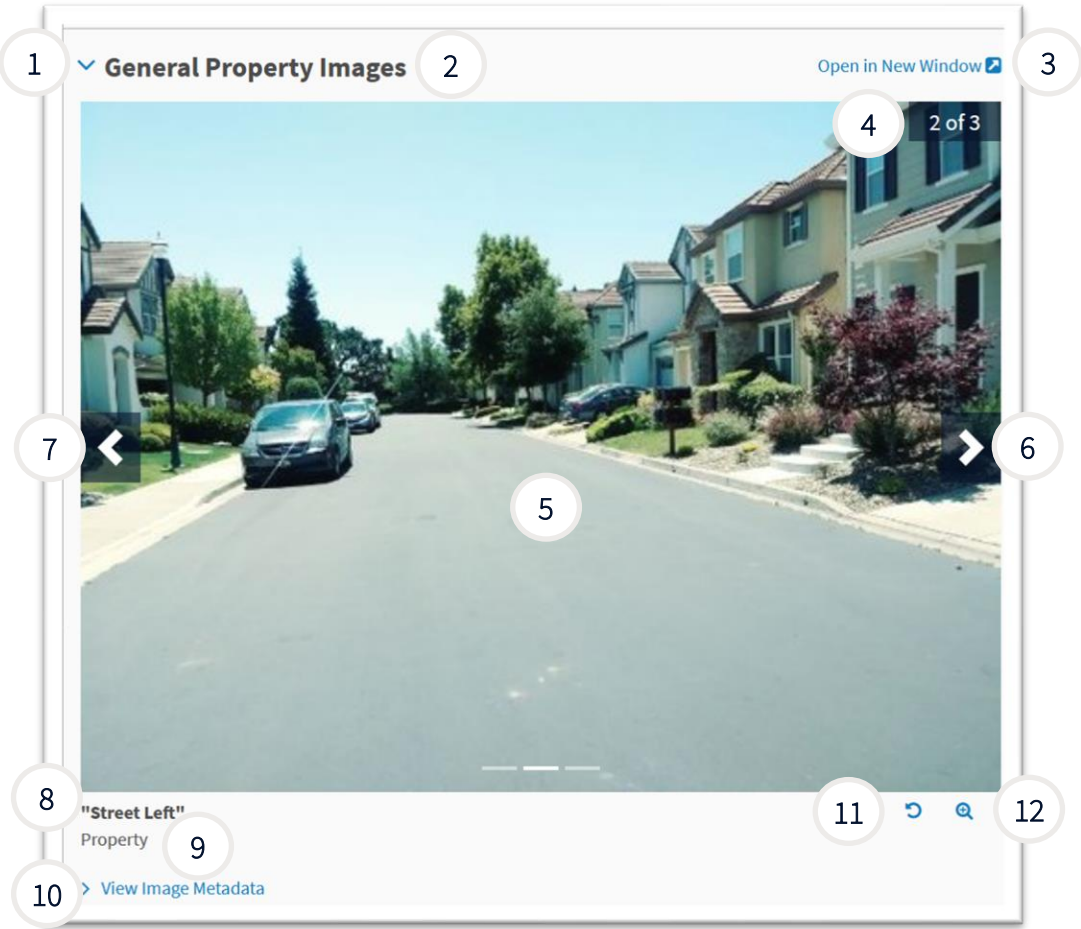 1
General Property Images
2
Open in New Window
3
4
2 of 3
7
6
5
8
"Street Left"
11
12
Property
9
10
View Image Metadata